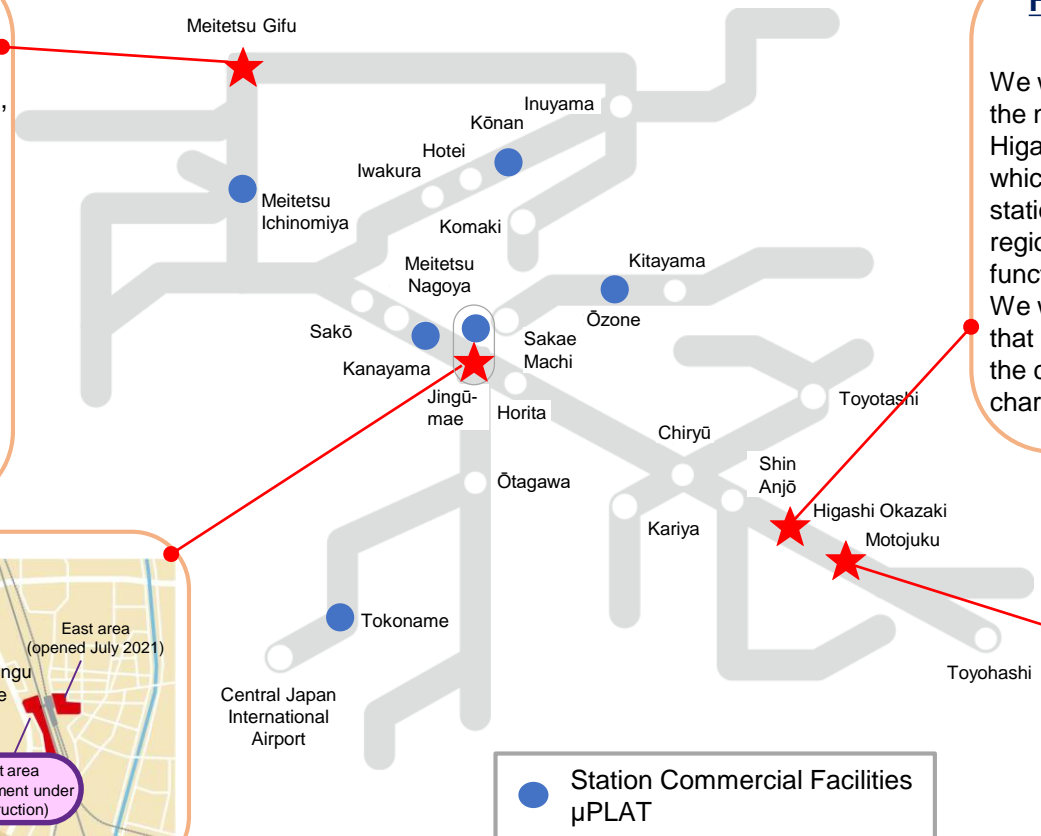 Meitetsu Gifu
Inuyama
Kōnan
Hotei
Iwakura
Meitetsu
Ichinomiya
Komaki
Meitetsu
Nagoya
Kitayama
Ōzone
Sakō
Sakae
Machi
Kanayama
Jingū-
mae
Horita
Toyotashi
Chiryū
Shin
Anjō
Ōtagawa
Higashi Okazaki
Kariya
Motojuku
Tokoname
Toyohashi
Central Japan
International
Airport
East area
(opened July 2021)
We w
the r
Higa
which
static
regio
funct
We w
that
the c
char
ngu
e
t area
ment under
ruction)
Station Commercial Facilities
μPLAT